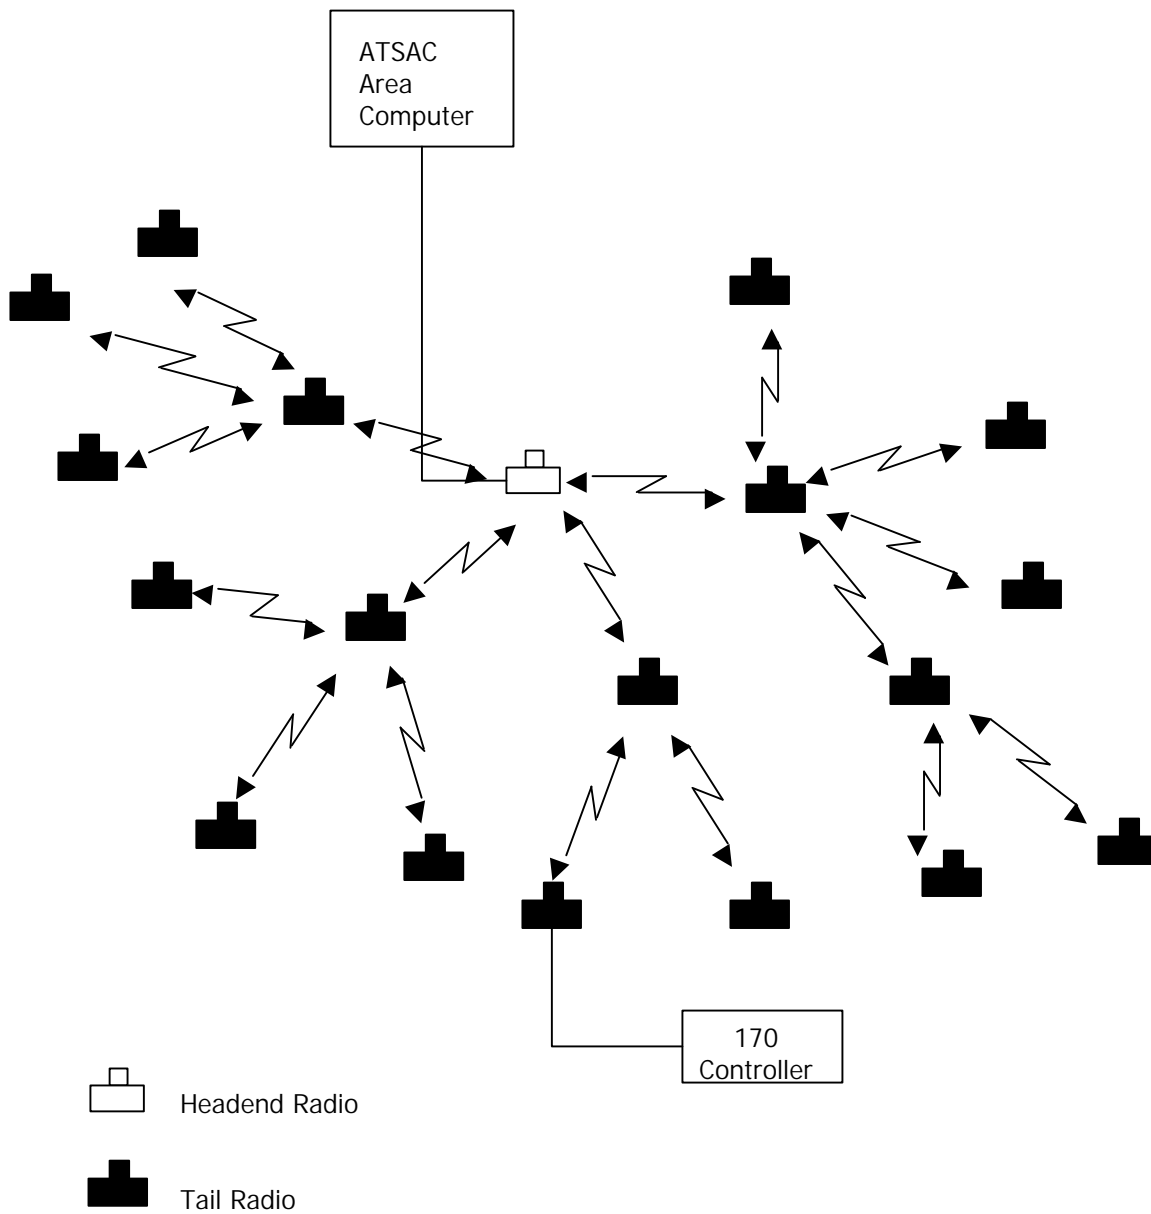 ATSAC
Area
Computer
170
Controller
Headend Radio
Tail Radio